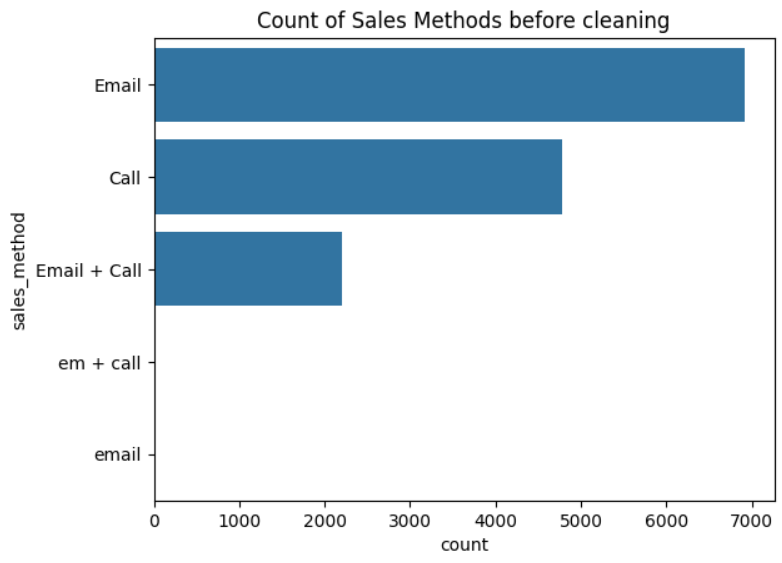 Count of Sales Methods before cleaning
Email
Call
Email + Call
em + call
email
sales_method
0 1000 2000 3000 4000 5000 6000 7000
count